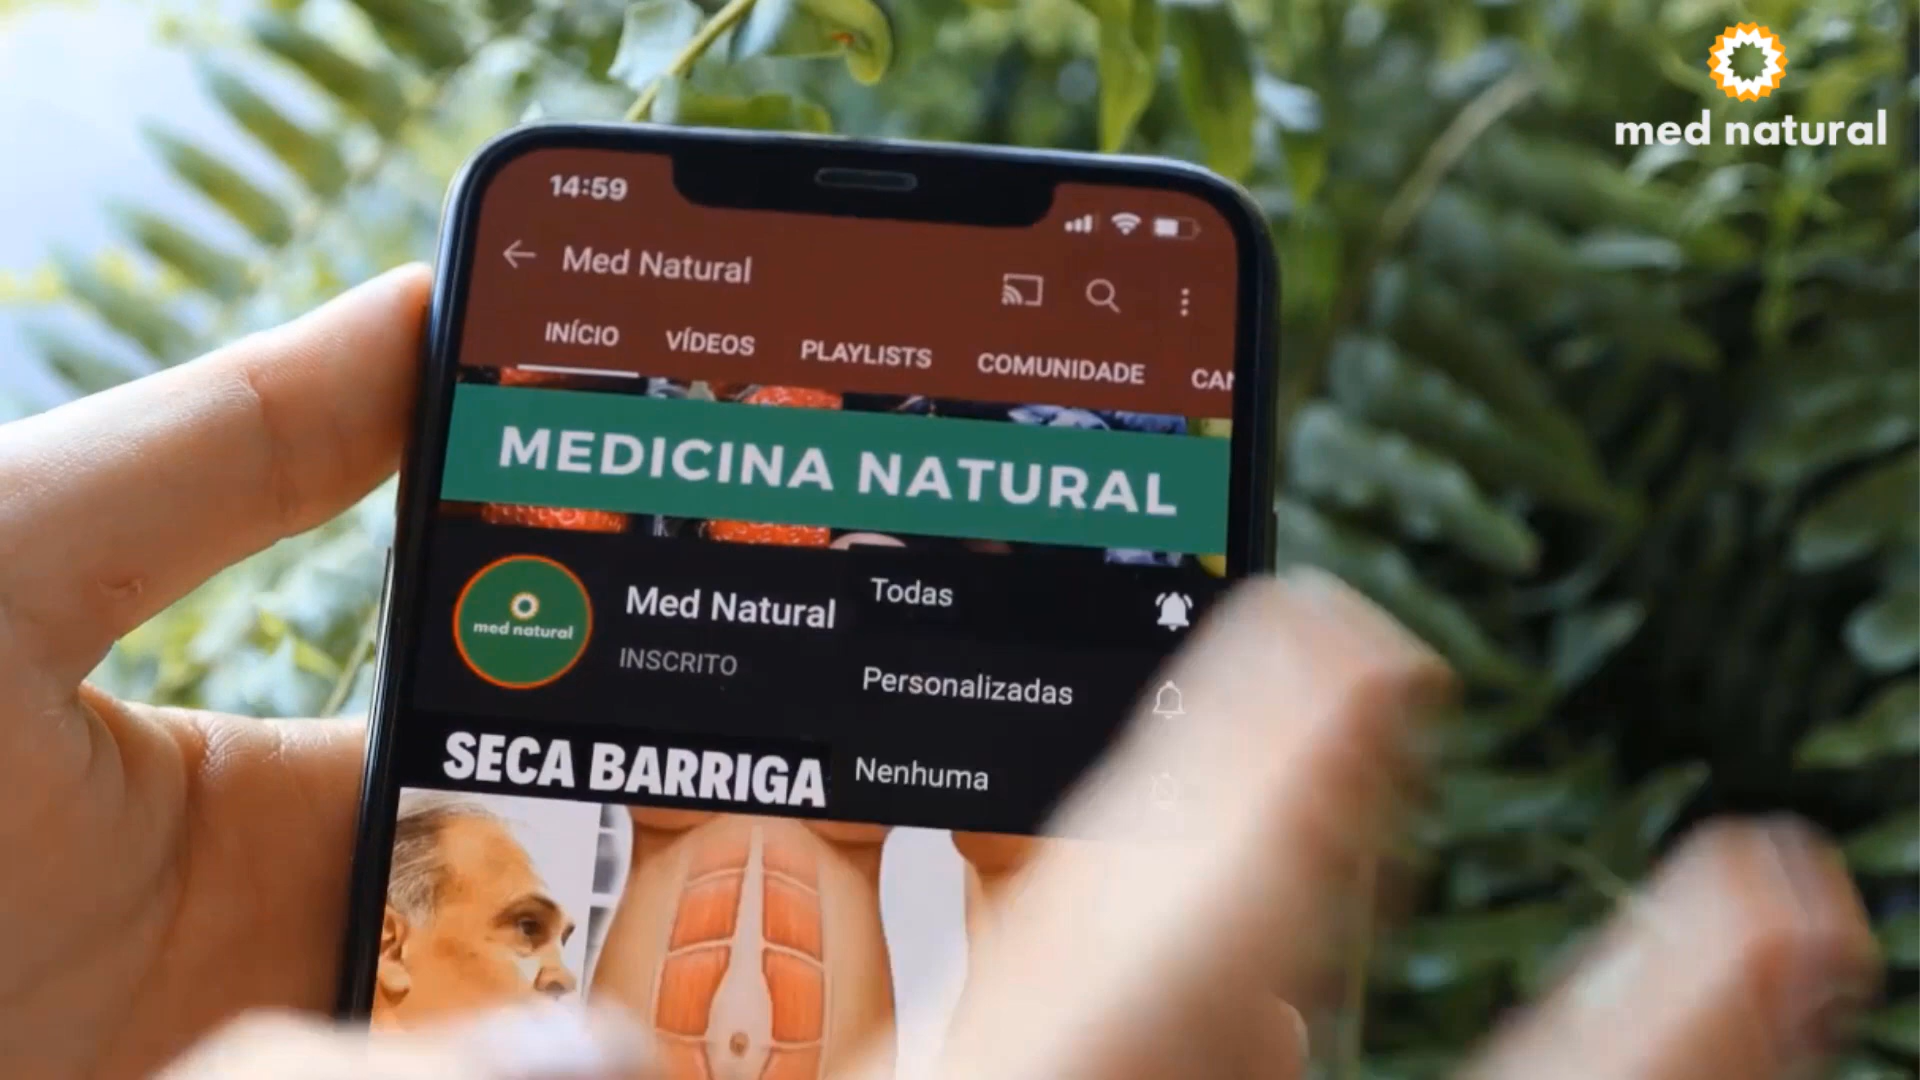 med natural
14:59
Med Natural
INÍCIO VÍDEOS PLAYLISTS COMUNIDADE CAN
MEDICINA NATURAL
med natural
Med Natural
INSCRITO
Todas
Personalizadas
Nenhuma
SECA BARRIGA